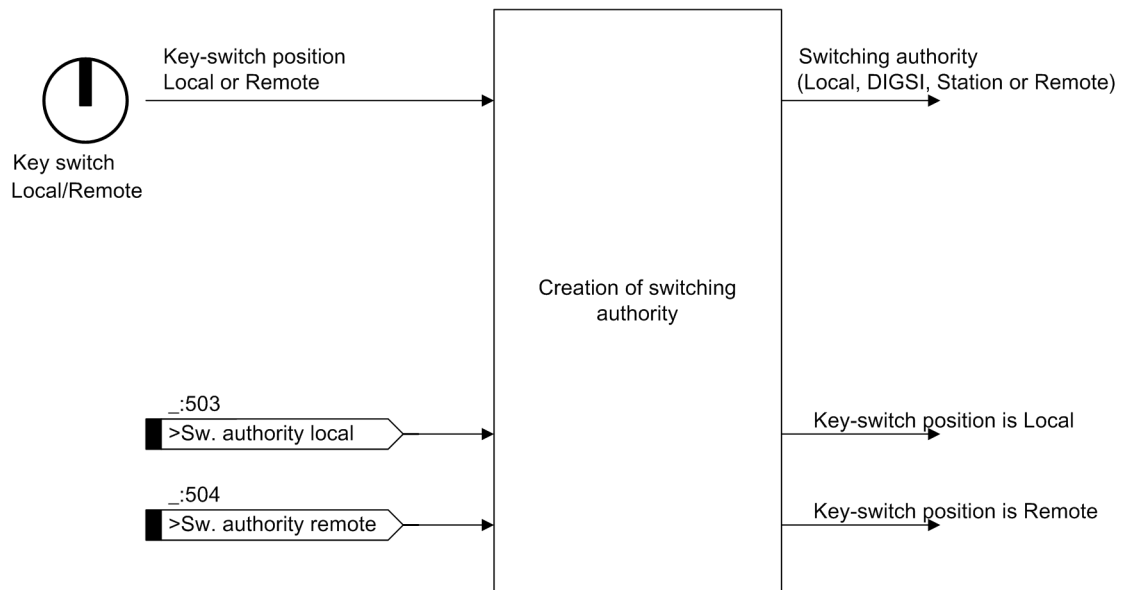 Key-switch position
Local or Remote
Switching authority
(Local, DIGSI, Station or Remote)
Key switch
Local/Remote
Creation of switching
authority
_:503
>Sw. authority local
Key-switch position is Local
_:504
>Sw. authority remote
Key-switch position is Remote